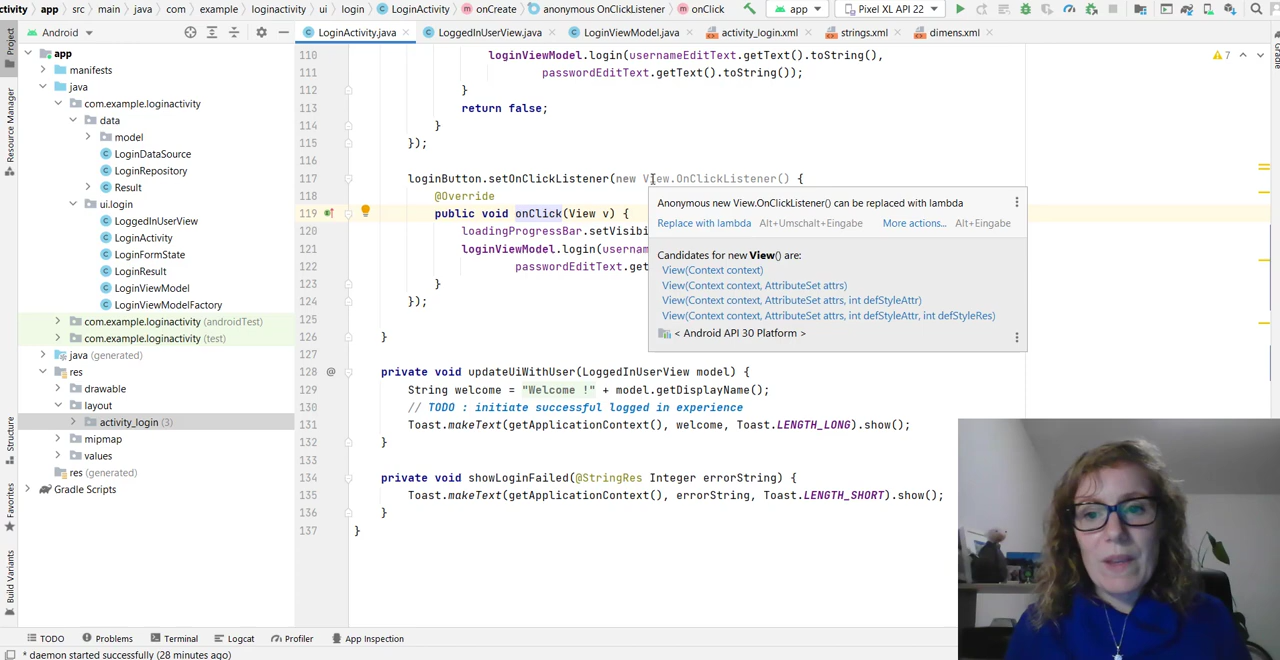 ctivity
app
src
main
java
com
example
loginactivity
ui
login
LoginActivity
onCreate
anonymous OnClickListener
onClick
app
Pixel XL API 22
Android
LoginActivity.java
LoggedInUserView.java
LoginViewModel.java
activity_login.xml
strings.xml
dimens.xml
Project
Resource Manager
Structure
Favorites
Build Variants
Gradle
app
manifests
java
com.example.loginactivity
data
model
LoginDataSource
LoginRepository
Result
ui.login
LoggedInUserView
LoginActivity
LoginFormState
LoginResult
LoginViewModel
LoginViewModelFactory
com.example.loginactivity (androidTest)
com.example.loginactivity (test)
java (generated)
res
drawable
layout
activity_login (3)
mipmap
values
res (generated)
Gradle Scripts
7
110 loginViewModel.login(usernameEditText.getText().toString(),
111 passwordEditText.getText().toString());
112 }
113 return false;
114 }
115 });
116
117 loginButton.setOnClickListener(new View.OnClickListener() {
118 @Override
119 public void onClick(View v) {
120 loadingProgressBar.setVisibi
121 loginViewModel.login(usernam
122 passwordEditText.get
123 }
124 });
125
126 }
127
128 @ private void updateUiWithUser(LoggedInUserView model) {
129 String welcome = "Welcome !" + model.getDisplayName();
130 // TODO : initiate successful logged in experience
131 Toast.makeText(getApplicationContext(), welcome, Toast.LENGTH_LONG).show();
132 }
133
134 private void showLoginFailed(@StringRes Integer errorString) {
135 Toast.makeText(getApplicationContext(), errorString, Toast.LENGTH_SHORT).show();
136 }
137 }
Anonymous new View.OnClickListener() can be replaced with lambda
Replace with lambda Alt+Umschalt+Eingabe More actions... Alt+Eingabe
Candidates for new View() are:
View(Context context)
View(Context context, AttributeSet attrs)
View(Context context, AttributeSet attrs, int defStyleAttr)
View(Context context, AttributeSet attrs, int defStyleAttr, int defStyleRes)
< Android API 30 Platform >
TODO
Problems
Terminal
Logcat
Profiler
App Inspection
* daemon started successfully (28 minutes ago)